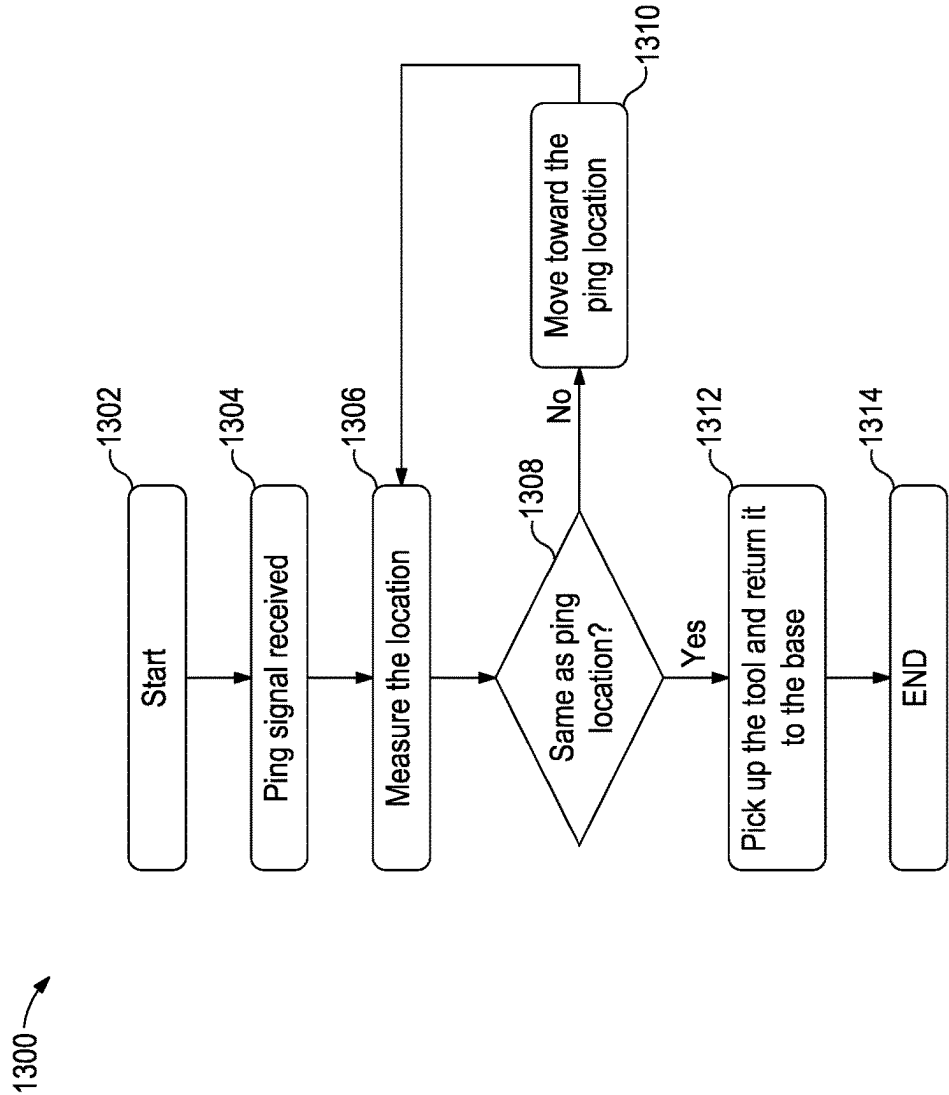 1300
1302
Start
1304
Ping signal received
1306
Measure the location
1308
Same as ping
location?
No
1310
Move toward the
ping location
Yes
1312
Pick up the tool and return it
to the base
1314
END